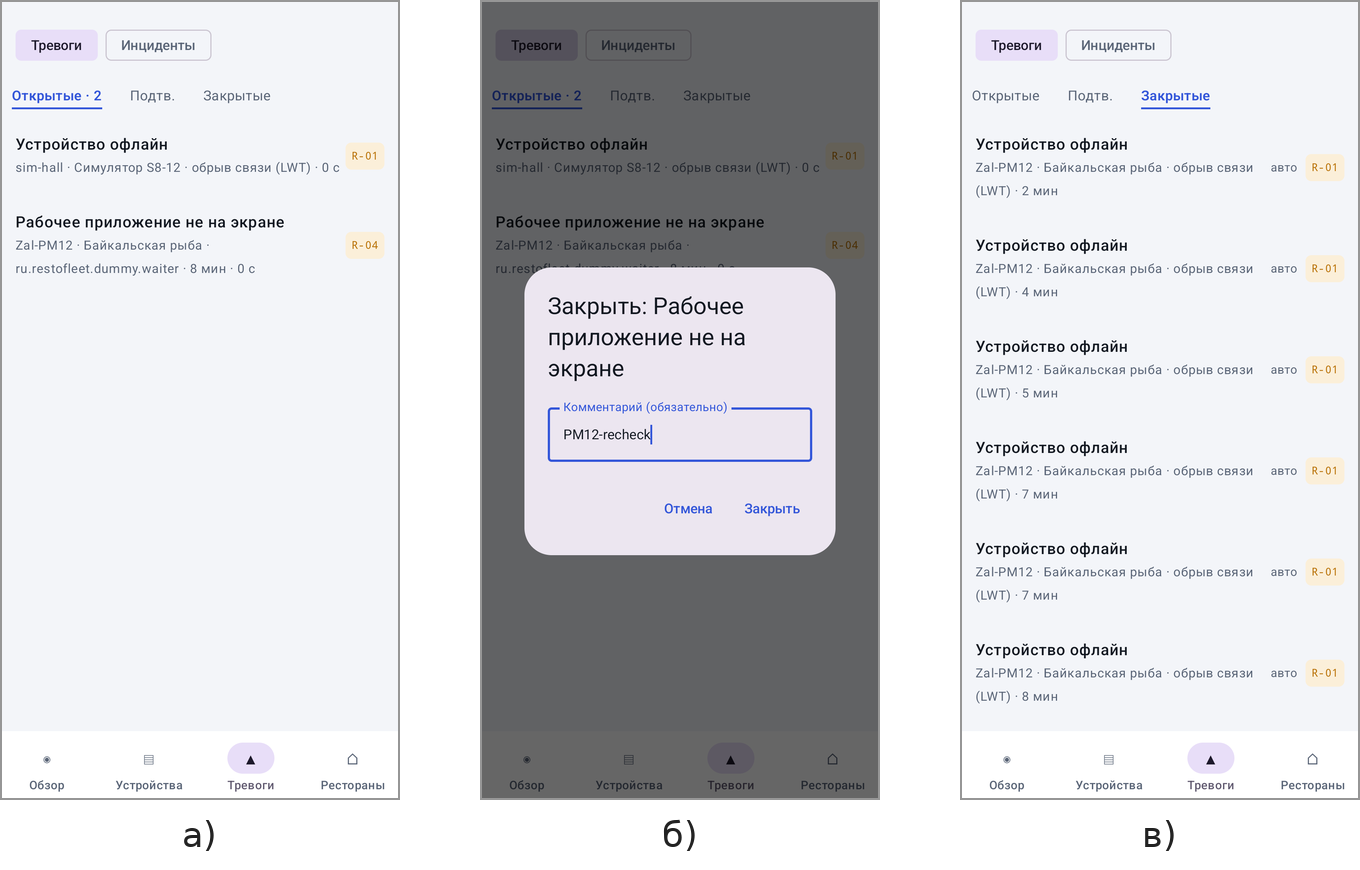 Тревоги Инциденты
Открытые · 2 Подтв. Закрытые
Устройство офлайн
sim-hall · Симулятор S8-12 · обрыв связи (LWT) · 0 с R-01
Рабочее приложение не на экране
Zal-PM12 · Байкальская рыба · R-04
ru.restofleet.dummy.waiter · 8 мин · 0 с
Обзор Устройства Тревоги Рестораны
а)
Тревоги Инциденты
Открытые · 2 Подтв. Закрытые
Устройство офлайн
sim-hall · Симулятор S8-12 · обрыв связи (LWT) · 0 с R-01
Рабочее приложение не на экране
Zal-PM12 · Байкальская рыба · R-04
ru.restofleet.dummy.waiter · 8 мин · 0 с
Закрыть: Рабочее
приложение не на
экране
Комментарий (обязательно)
PM12-recheck
Отмена Закрыть
Обзор Устройства Тревоги Рестораны
б)
Тревоги Инциденты
Открытые Подтв. Закрытые
Устройство офлайн
Zal-PM12 · Байкальская рыба · обрыв связи авто R-01
(LWT) · 2 мин
Устройство офлайн
Zal-PM12 · Байкальская рыба · обрыв связи авто R-01
(LWT) · 4 мин
Устройство офлайн
Zal-PM12 · Байкальская рыба · обрыв связи авто R-01
(LWT) · 5 мин
Устройство офлайн
Zal-PM12 · Байкальская рыба · обрыв связи авто R-01
(LWT) · 7 мин
Устройство офлайн
Zal-PM12 · Байкальская рыба · обрыв связи авто R-01
(LWT) · 7 мин
Устройство офлайн
Zal-PM12 · Байкальская рыба · обрыв связи авто R-01
(LWT) · 8 мин
Обзор Устройства Тревоги Рестораны
в)